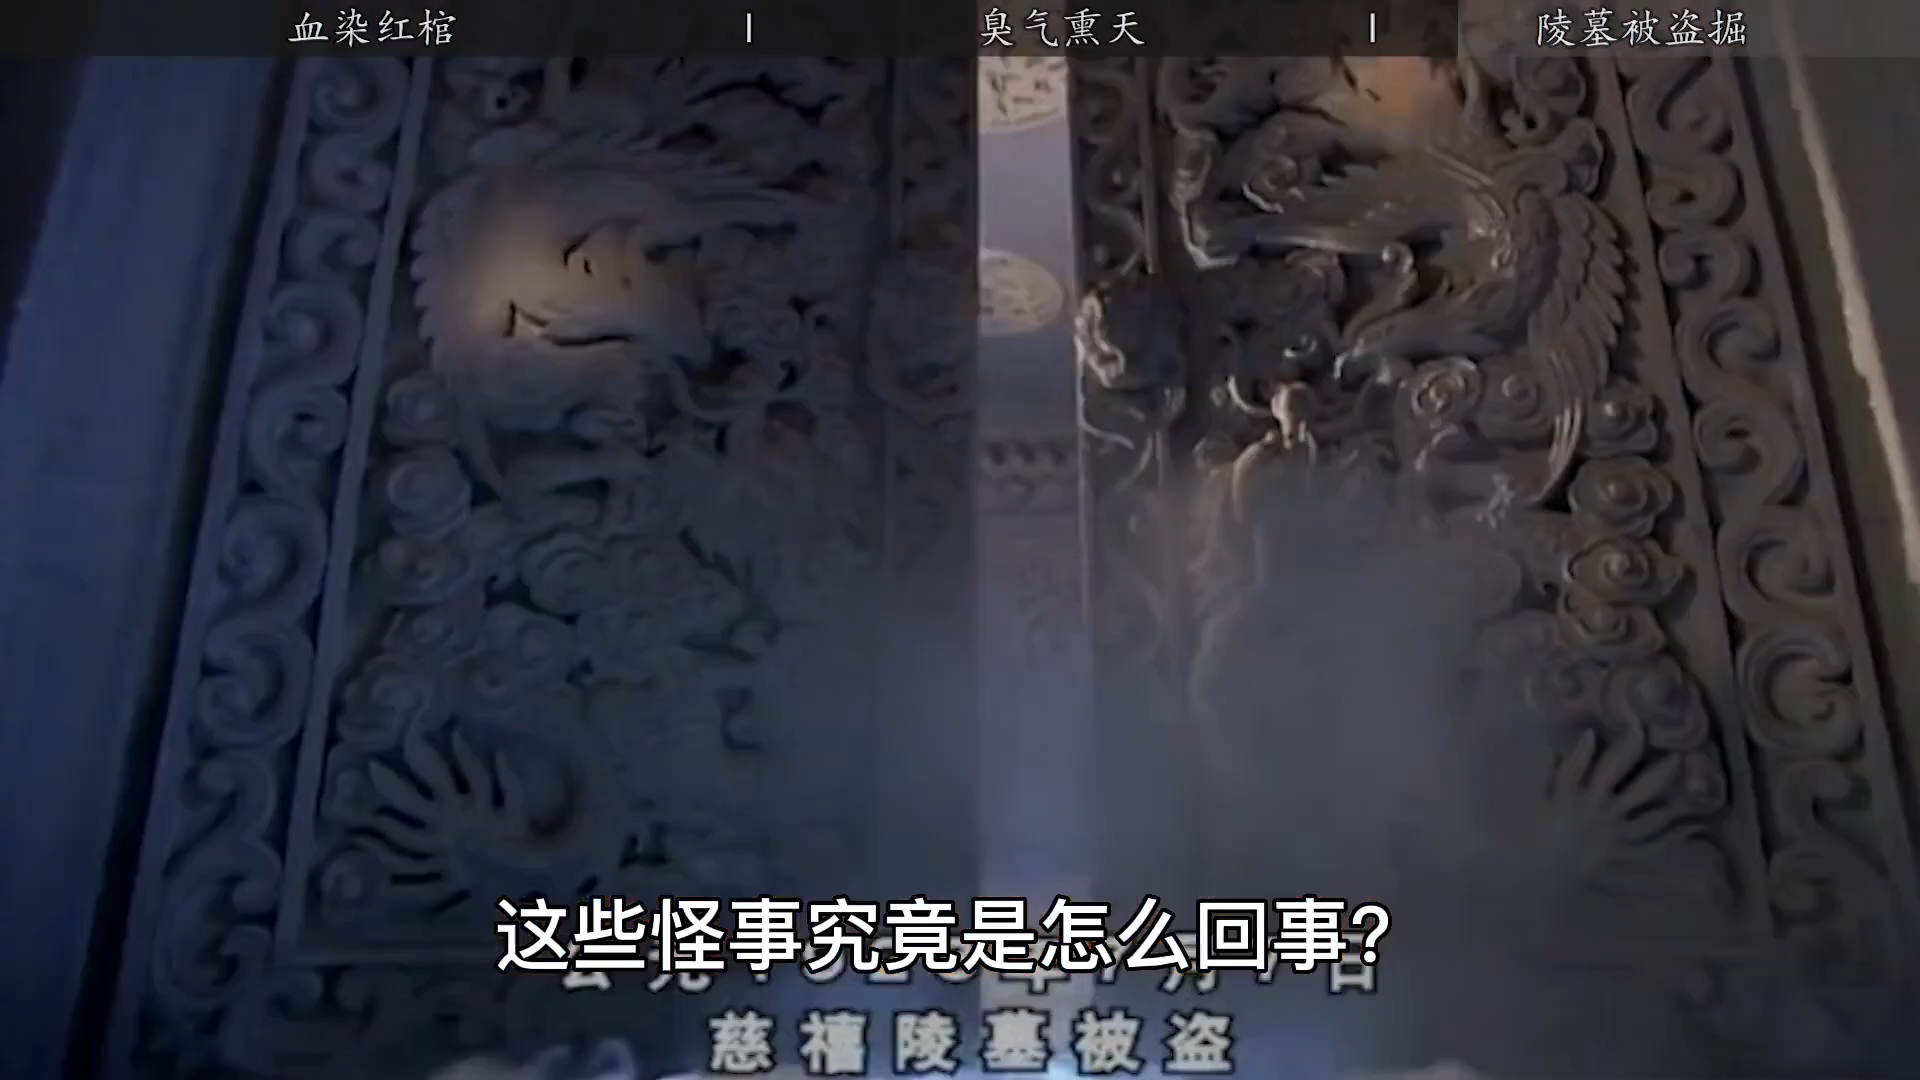 血染红棺 | 臭气熏天 | 陵墓被盗掘
这些怪事究竟是怎么回事?
慈禧陵墓被盗